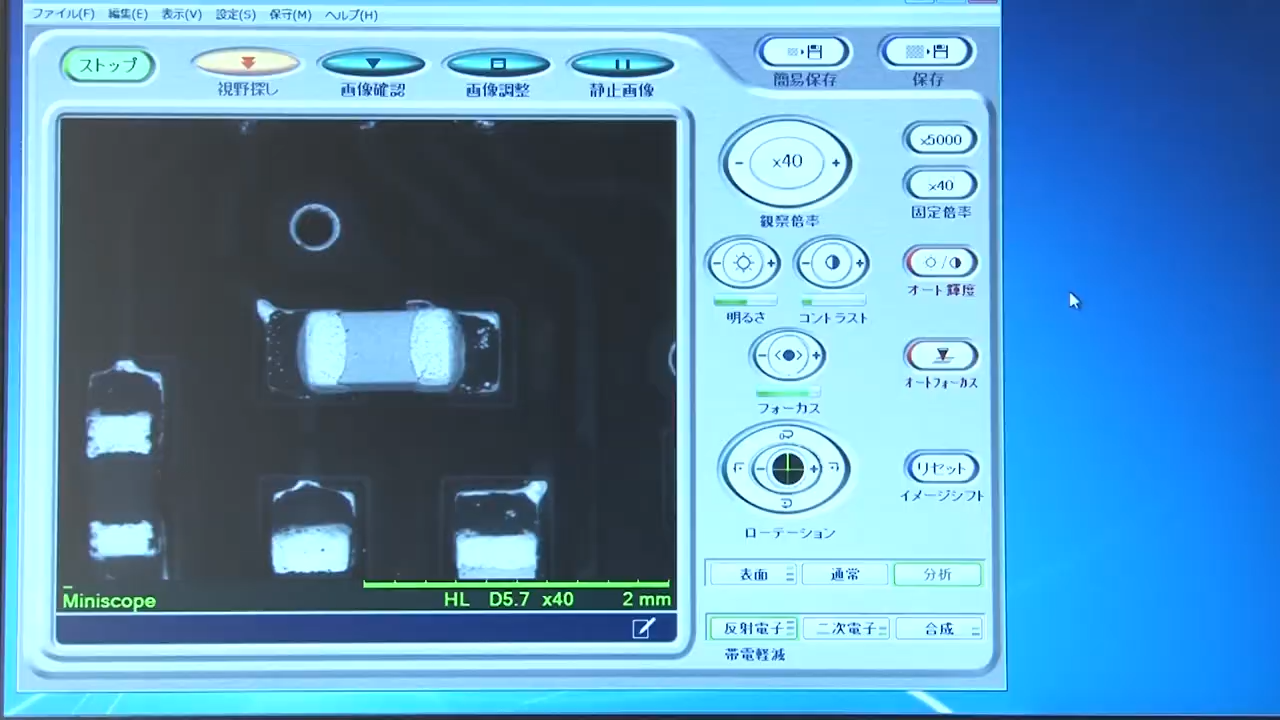 ファイル(F) 編集(E) 表示(V) 設定(S) 保守(M) ヘルプ(H)
ストップ
視野探し 画像確認 画像調整 静止画像
簡易保存 保存
x40
観察倍率
x5000
x40
固定倍率
明るさ コントラスト
オート輝度
フォーカス
オートフォーカス
ローテーション
リセット
イメージシフト
表面 通常 分析
反射電子 二次電子 合成
帯電軽減
Miniscope HL D5.7 x40 2 mm